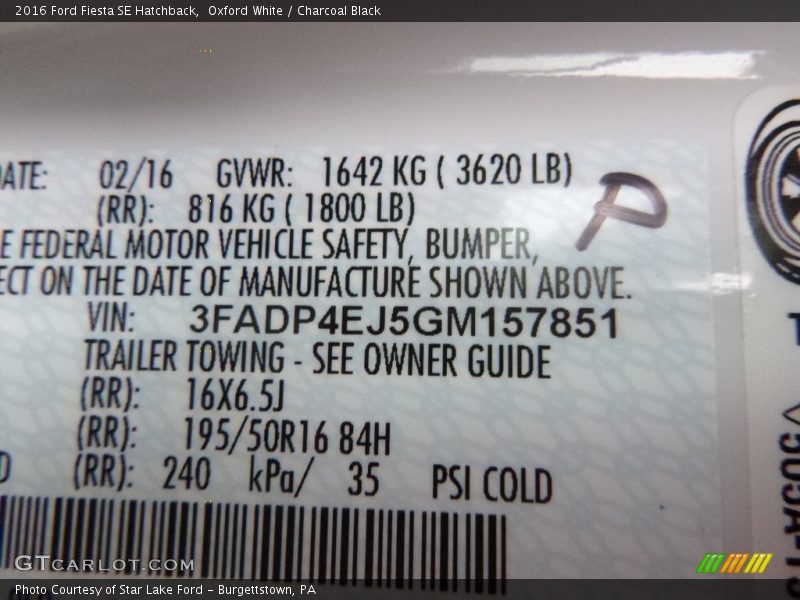 2016 Ford Fiesta SE Hatchback,  Oxford White / Charcoal Black
ATE: 02/16 GVWR: 1642 KG ( 3620 LB)
(RR): 816 KG ( 1800 LB)
P
E FEDERAL MOTOR VEHICLE SAFETY, BUMPER,
ECT ON THE DATE OF MANUFACTURE SHOWN ABOVE.
VIN: 3FADP4EJ5GM157851
TRAILER TOWING - SEE OWNER GUIDE
(RR): 16X6.5J
(RR): 195/50R16 84H
(RR): 240 kPa/ 35 PSI COLD
GTCARLOT.COM
Photo Courtesy of Star Lake Ford – Burgettstown, PA